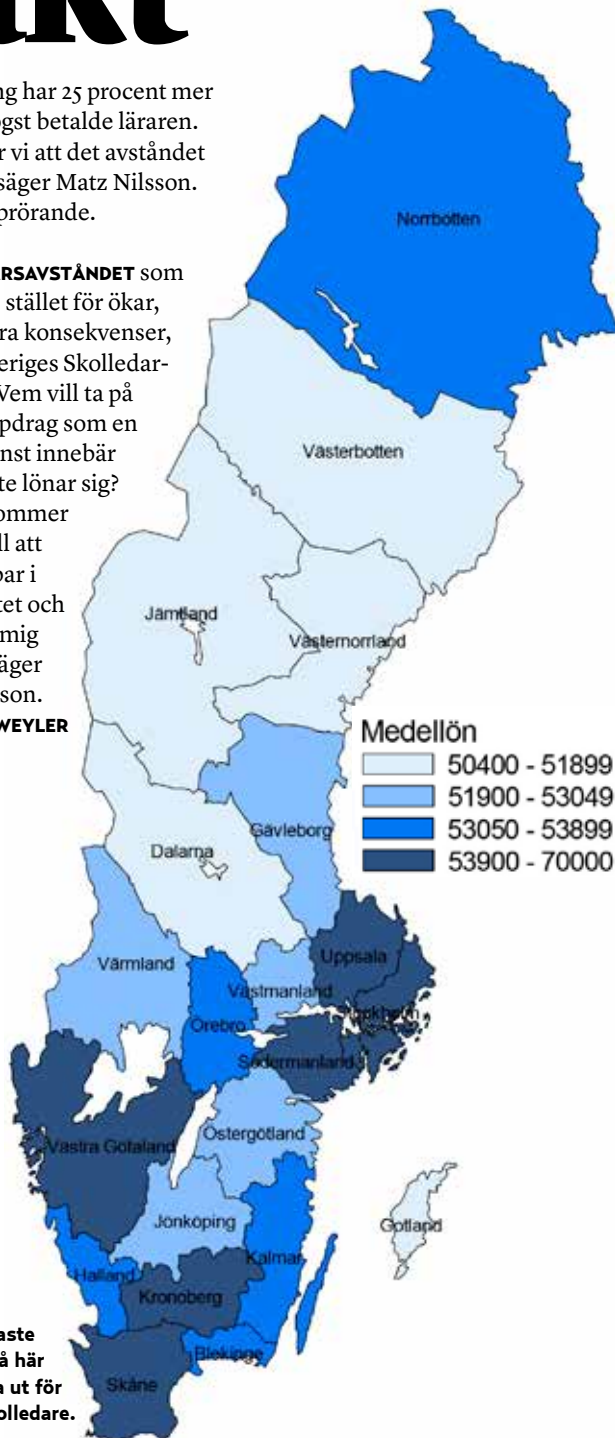 ng har 25 procent mer
ögst betalde läraren.
r vi att det avståndet
säger Matz Nilsson.
prörande.
RSAVSTÅNDET som
stället för ökar,
ra konsekvenser,
eriges Skolledar-
Vem vill ta på
pdrag som en
nst innebär
te lönar sig?
ommer
ll att
bar i
tet och
mig
äger
son.
WEYLER
Norrbotten
Västerbotten
Jämtland
Västernorrland
Medellön
50400 - 51899
51900 - 53049
53050 - 53899
53900 - 70000
Gävleborg
Dalarna
Värmland
Uppsala
Västmanland
Stockholm
Örebro
Södermanland
Östergötland
Västra Götaland
Jönköping
Gotland
Kalmar
Halland
Kronoberg
Blekinge
Skåne
aste
å här
a ut för
olledare.